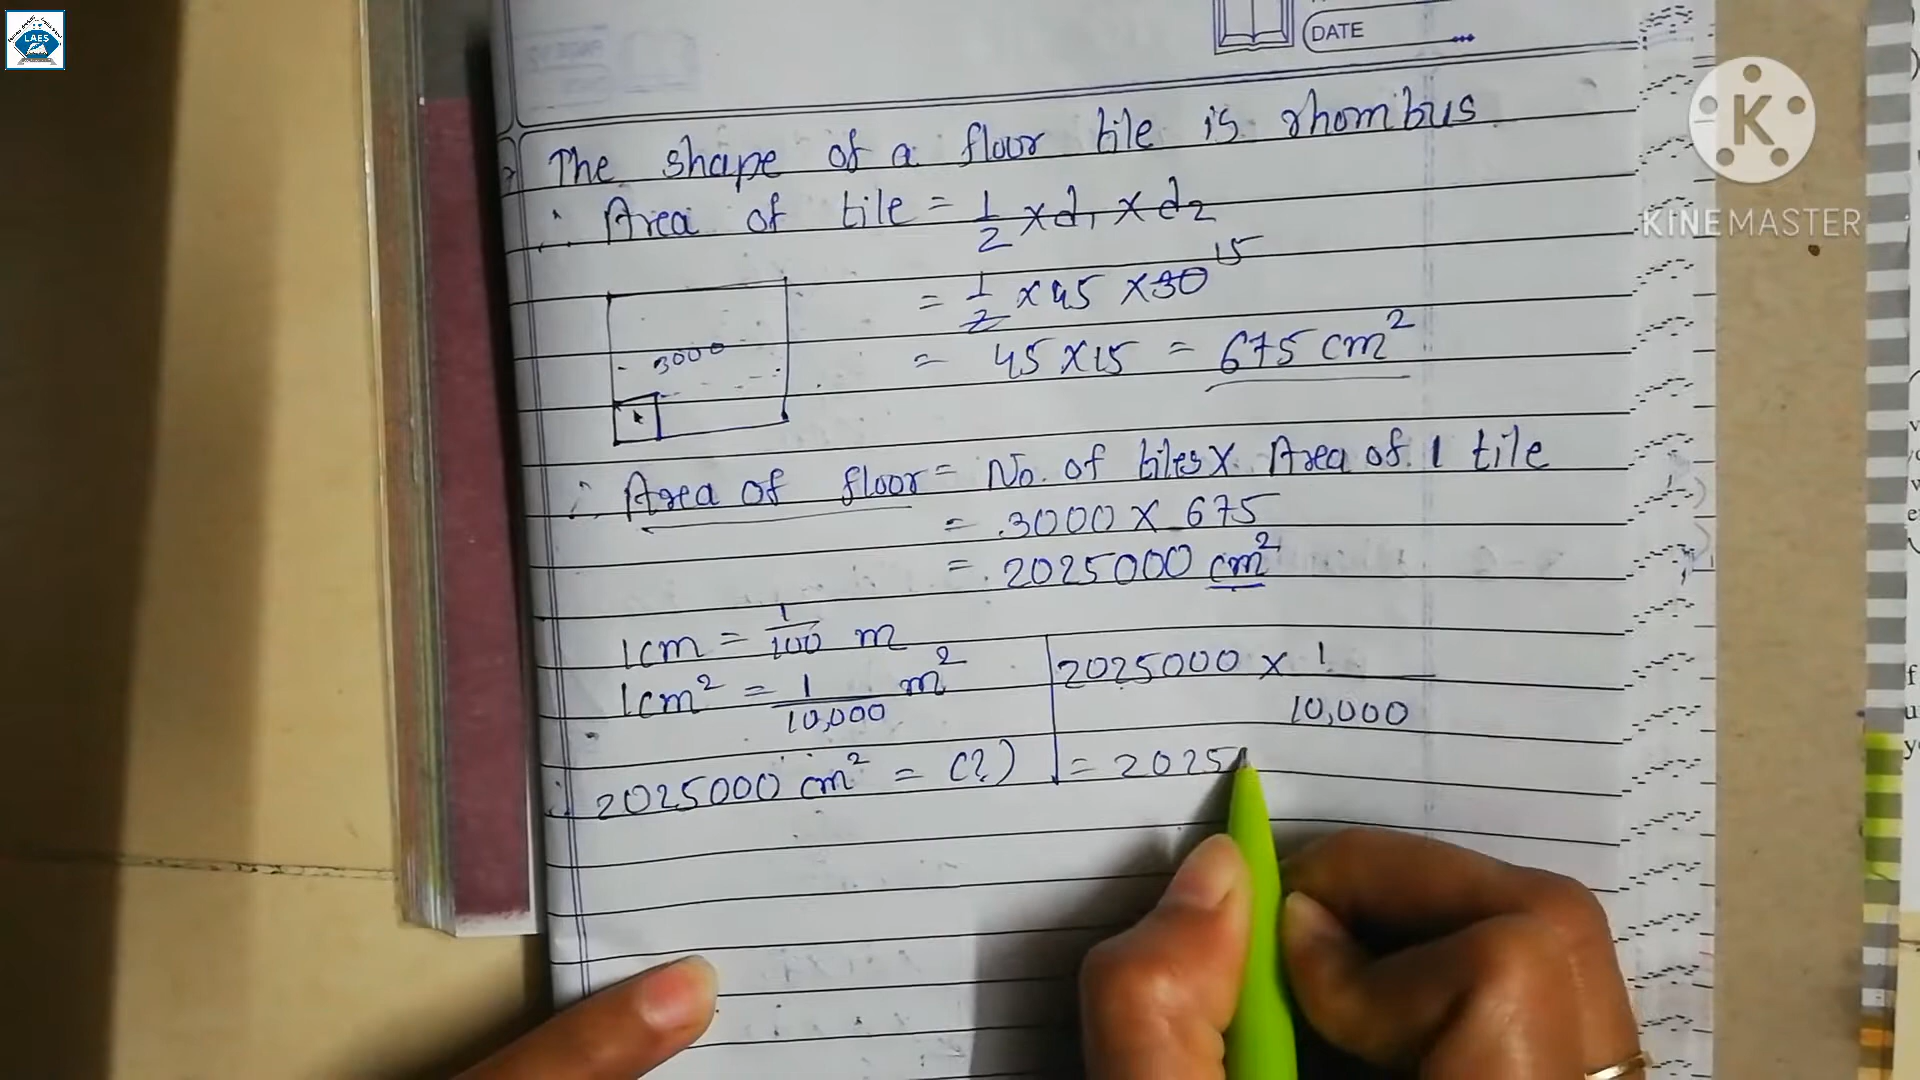 LAES
DATE
K
KINEMASTER
The shape of a floor tile is rhombus
∴ Area of tile = 1/2 × d1 × d2
= 1/2 × 45 × 30 15
= 45 × 15 = 675 cm²
3000
∴ Area of floor = No. of tiles × Area of 1 tile
= 3000 × 675
= 2025000 cm²
1cm = 1/100 m
1cm² = 1/10,000 m²
∴ 2025000 cm² = (?)
2025000 × 1/10,000
= 2025